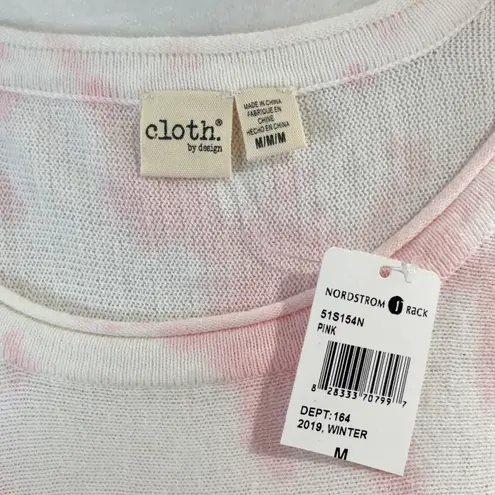 cloth.®
by design
MADE IN CHINA
FABRIQUE EN
CHINE
HECHO EN CHINA
M/M/M
NORDSTROM rack
51S154N
PINK
8 28333 70799 7
DEPT:164
2019, WINTER
M